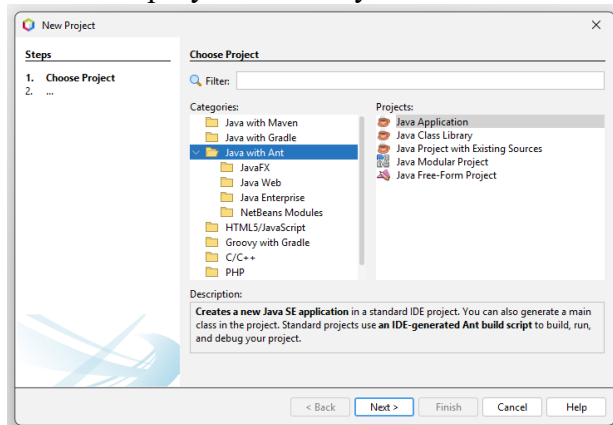 New Project
Steps
1. Choose Project
2. ...
Choose Project
Filter:
Categories:
Java with Maven
Java with Gradle
Java with Ant
JavaFX
Java Web
Java Enterprise
NetBeans Modules
HTML5/JavaScript
Groovy with Gradle
C/C++
PHP
Projects:
Java Application
Java Class Library
Java Project with Existing Sources
Java Modular Project
Java Free-Form Project
Description:
Creates a new Java SE application in a standard IDE project. You can also generate a main
class in the project. Standard projects use an IDE-generated Ant build script to build, run,
and debug your project.
< Back
Next >
Finish
Cancel
Help